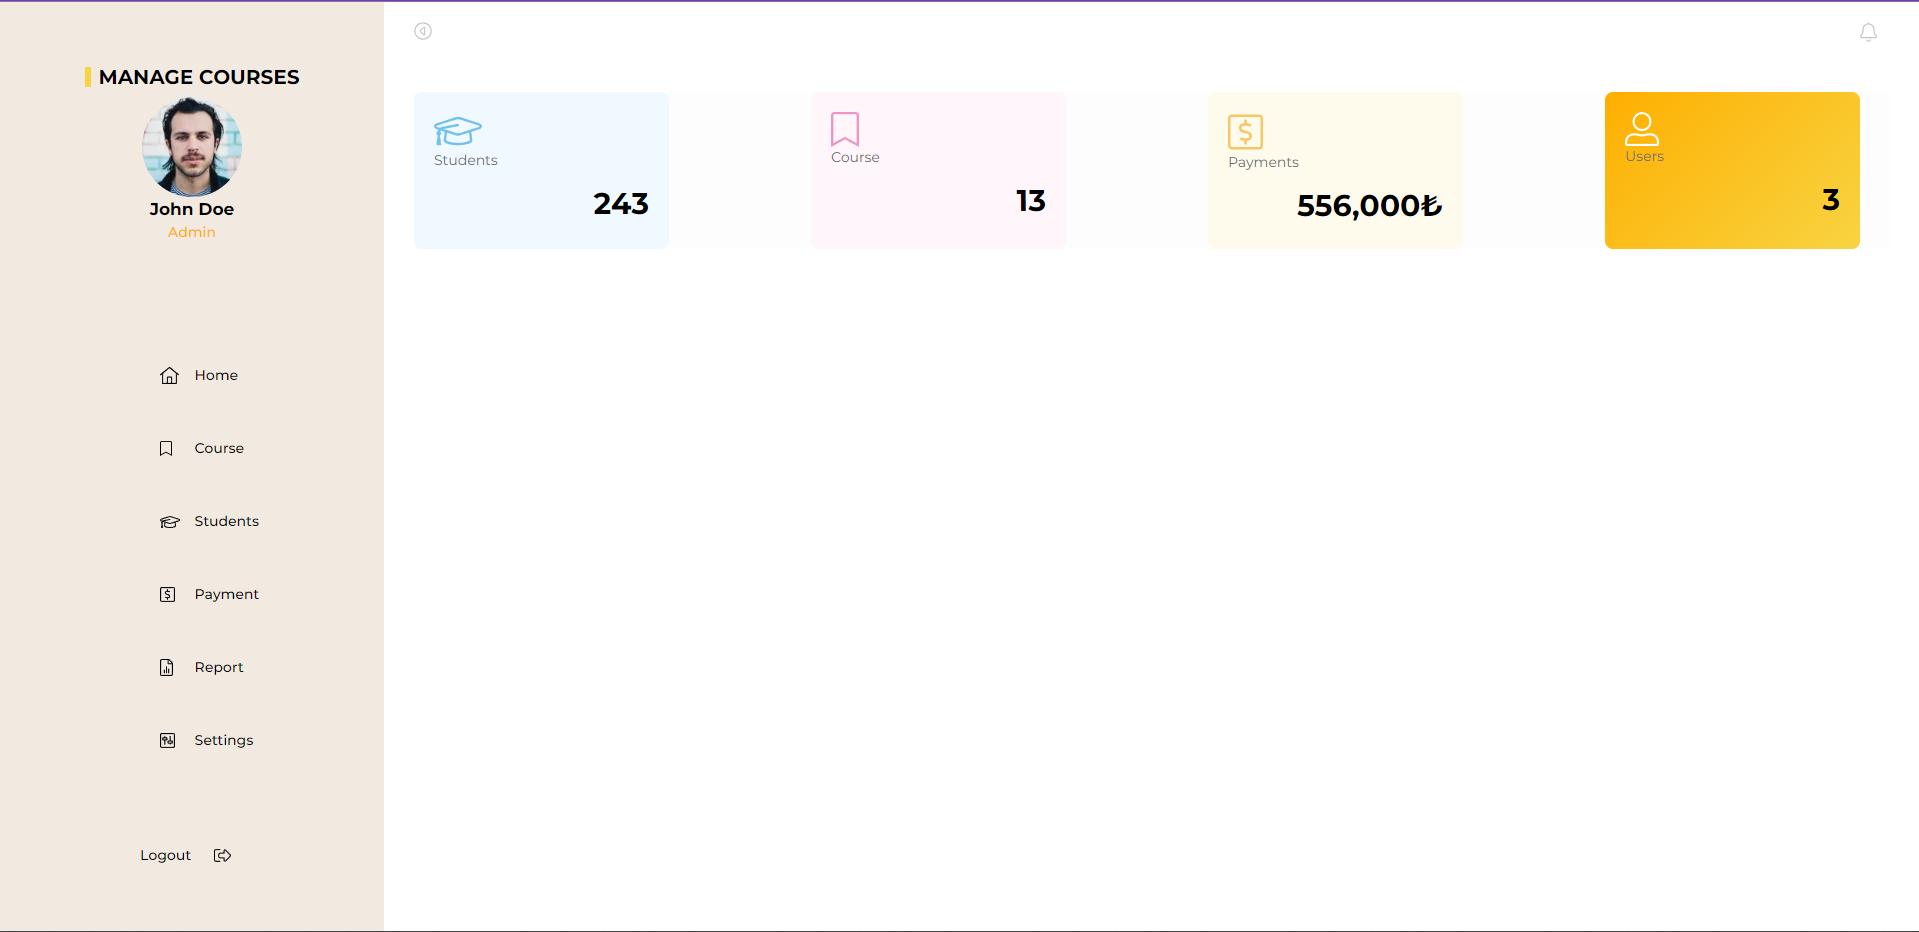 MANAGE COURSES
John Doe
Admin
Home
Course
Students
Payment
Report
Settings
Logout
Students
243
Course
13
Payments
556,000₺
Users
3